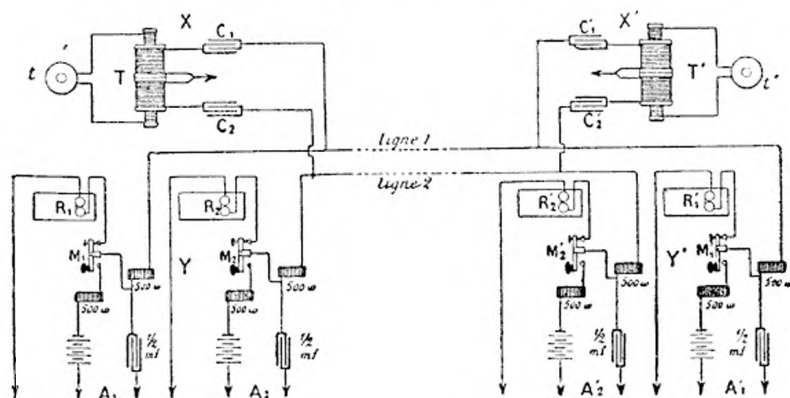 X C₁ C'₁ X'
t T T' t'
C₂ C'₂
ligne 1
ligne 2
R₁ R₂ R'₂ R'₁
M₁ Y M₂ M'₂ Y' M'₁
500 ω 500 ω 500 ω 500 ω
500 ω 500 ω 500 ω 500 ω
1/2 mf 1/2 mf 1/2 mf 1/2 mf
A₁ A₂ A'₂ A'₁